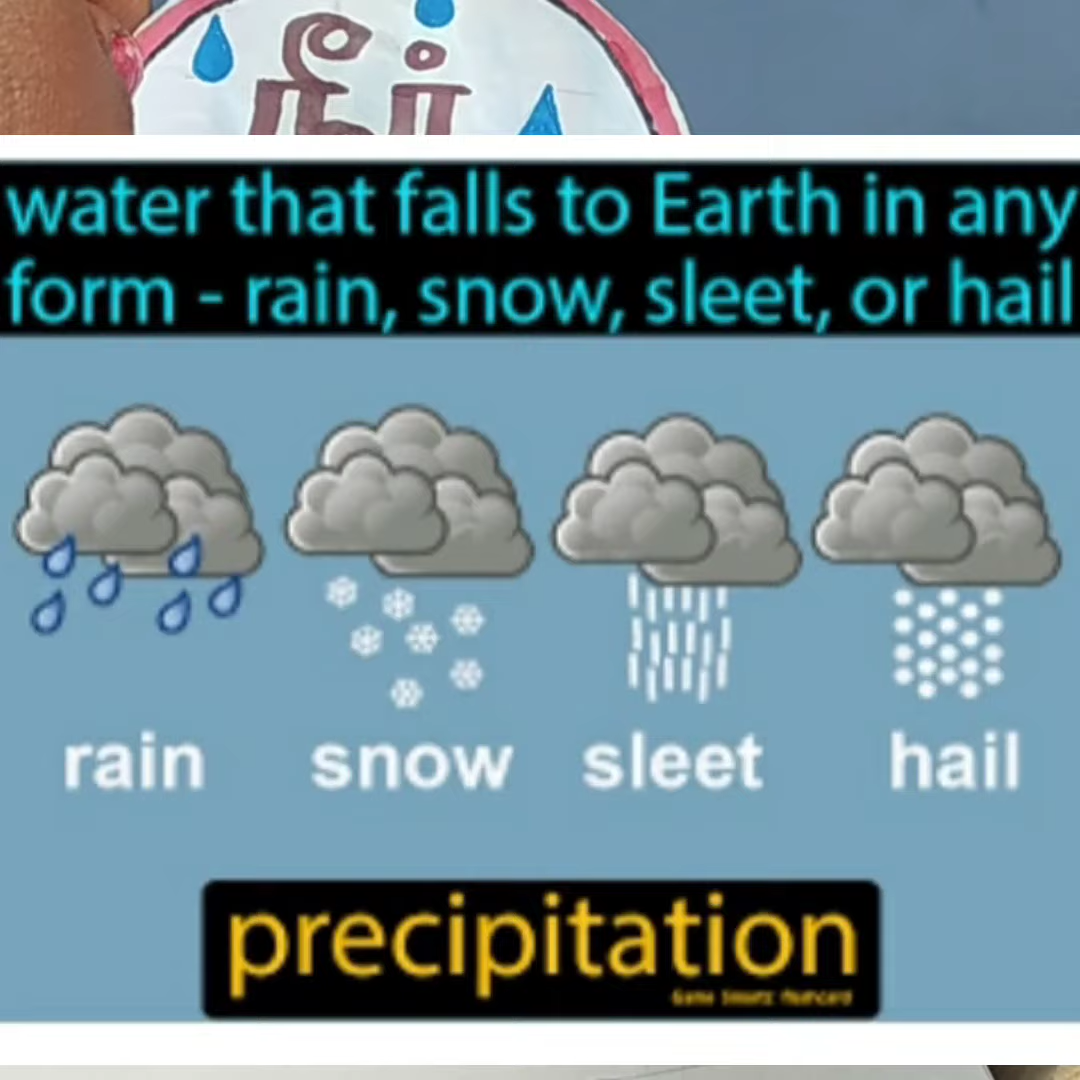 நீர்
water that falls to Earth in any
form - rain, snow, sleet, or hail
rain snow sleet hail
precipitation